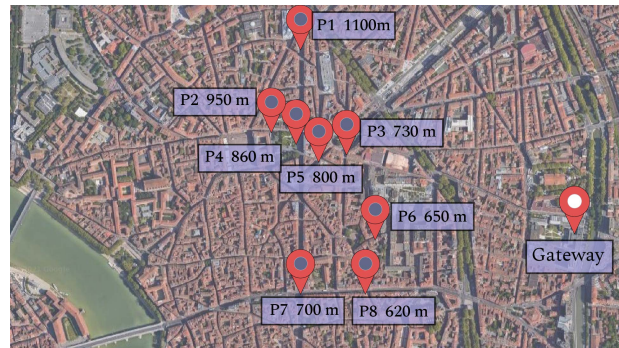 P1 1100m
P2 950 m
P3 730 m
P4 860 m
P5 800 m
P6 650 m
Gateway
P7 700 m
P8 620 m